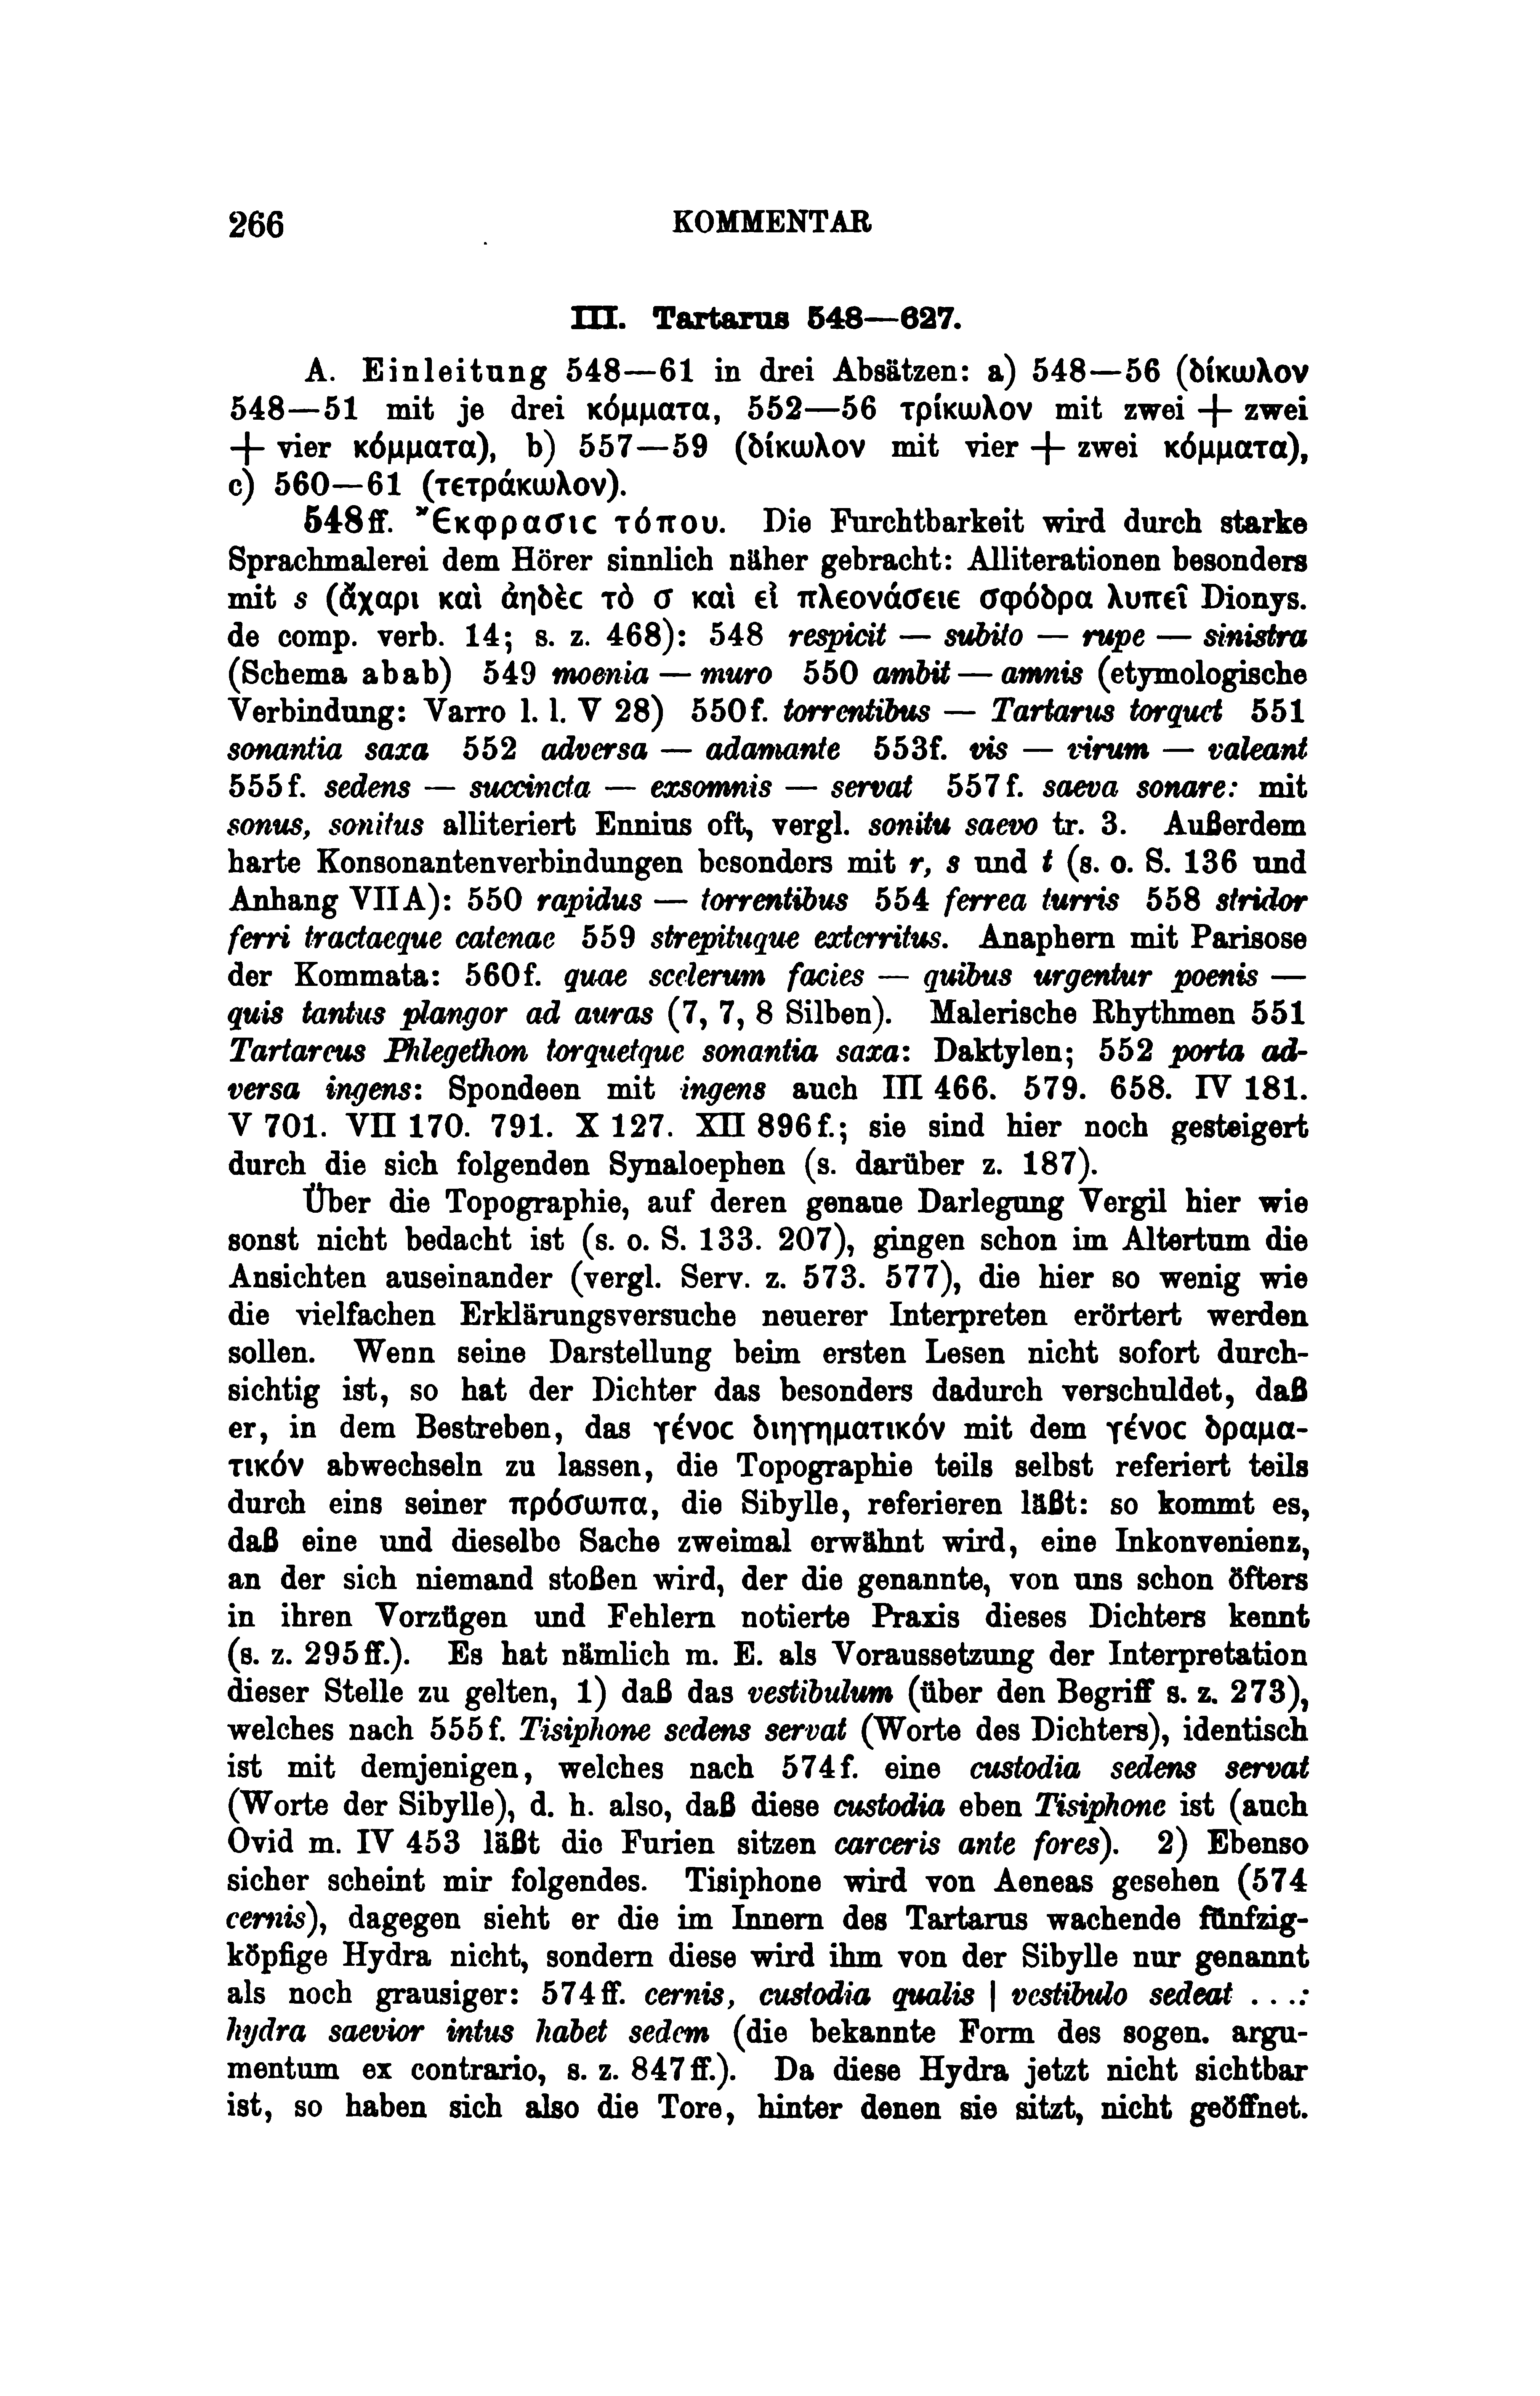 266 KOMMENTAR
III. Tartarus 548—627.
A. Einleitung 548—61 in drei Absätzen: a) 548—56 (δίκωλον
548—51 mit je drei κόμματα, 552—56 τρίκωλον mit zwei + zwei
+ vier κόμματα), b) 557—59 (δίκωλον mit vier + zwei κόμματα),
c) 560—61 (τετράκωλον).
548ff. Ἔκφρασις τόπου. Die Furchtbarkeit wird durch starke
Sprachmalerei dem Hörer sinnlich näher gebracht: Alliterationen besonders
mit s (ἄχαρι καὶ ἀηδὲς τὸ σ καὶ εἰ πλεονάσειε σφόδρα λυπεῖ Dionys.
de comp. verb. 14; s. z. 468): 548 respicit — subito — rupe — sinistra
(Schema abab) 549 moenia — muro 550 ambit — amnis (etymologische
Verbindung: Varro l. l. V 28) 550f. torrentibus — Tartarus torquet 551
sonantia saxa 552 adversa — adamante 553f. vis — virum — valeant
555f. sedens — succincta — exsomnis — servat 557f. saeva sonare: mit
sonus, sonitus alliteriert Ennius oft, vergl. sonitu saevo tr. 3. Außerdem
harte Konsonantenverbindungen besonders mit r, s und t (s. o. S. 136 und
Anhang VIIA): 550 rapidus — torrentibus 554 ferrea turris 558 stridor
ferri tractaeque catenae 559 strepituque exterritus. Anaphern mit Parisose
der Kommata: 560f. quae scelerum facies — quibus urgentur poenis —
quis tantus plangor ad auras (7, 7, 8 Silben). Malerische Rhythmen 551
Tartareus Phlegethon torquetque sonantia saxa: Daktylen; 552 porta ad-
versa ingens: Spondeen mit ingens auch III 466. 579. 658. IV 181.
V 701. VII 170. 791. X 127. XII 896f.; sie sind hier noch gesteigert
durch die sich folgenden Synaloephen (s. darüber z. 187).
Über die Topographie, auf deren genaue Darlegung Vergil hier wie
sonst nicht bedacht ist (s. o. S. 133. 207), gingen schon im Altertum die
Ansichten auseinander (vergl. Serv. z. 573. 577), die hier so wenig wie
die vielfachen Erklärungsversuche neuerer Interpreten erörtert werden
sollen. Wenn seine Darstellung beim ersten Lesen nicht sofort durch-
sichtig ist, so hat der Dichter das besonders dadurch verschuldet, daß
er, in dem Bestreben, das γένος διηγηματικόν mit dem γένος δραμα-
τικόν abwechseln zu lassen, die Topographie teils selbst referiert teils
durch eins seiner πρόσωπα, die Sibylle, referieren läßt: so kommt es,
daß eine und dieselbe Sache zweimal erwähnt wird, eine Inkonvenienz,
an der sich niemand stoßen wird, der die genannte, von uns schon öfters
in ihren Vorzügen und Fehlern notierte Praxis dieses Dichters kennt
(s. z. 295ff.). Es hat nämlich m. E. als Voraussetzung der Interpretation
dieser Stelle zu gelten, 1) daß das vestibulum (über den Begriff s. z. 273),
welches nach 555f. Tisiphone sedens servat (Worte des Dichters), identisch
ist mit demjenigen, welches nach 574f. eine custodia sedens servat
(Worte der Sibylle), d. h. also, daß diese custodia eben Tisiphone ist (auch
Ovid m. IV 453 läßt die Furien sitzen carceris ante fores). 2) Ebenso
sicher scheint mir folgendes. Tisiphone wird von Aeneas gesehen (574
cernis), dagegen sieht er die im Innern des Tartarus wachende fünfzig-
köpfige Hydra nicht, sondern diese wird ihm von der Sibylle nur genannt
als noch grausiger: 574ff. cernis, custodia qualis | vestibulo sedeat ...:
hydra saevior intus habet sedem (die bekannte Form des sogen. argu-
mentum ex contrario, s. z. 847ff.). Da diese Hydra jetzt nicht sichtbar
ist, so haben sich also die Tore, hinter denen sie sitzt, nicht geöffnet.